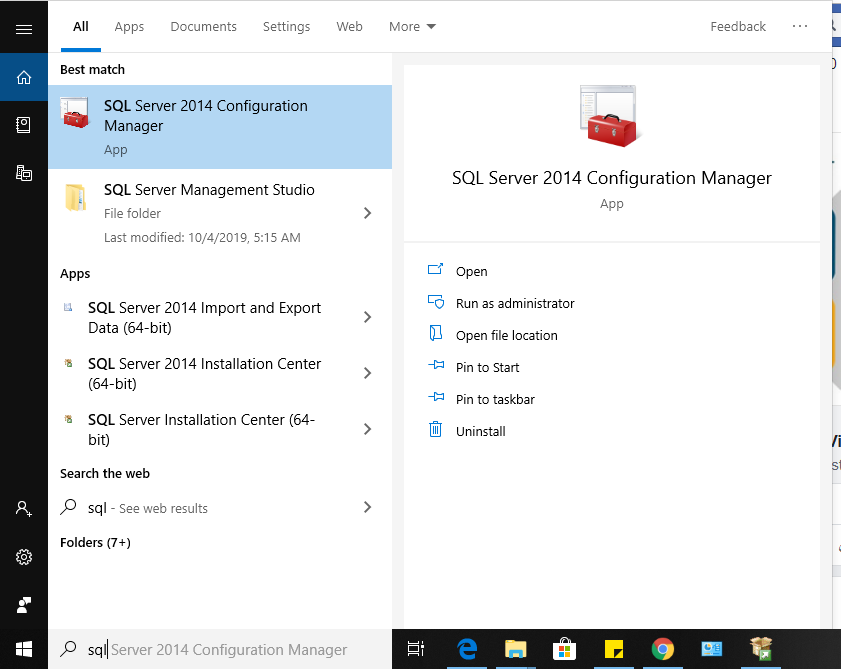 All Apps Documents Settings Web More Feedback ...
Best match
SQL Server 2014 Configuration
Manager
App
SQL Server Management Studio
File folder
Last modified: 10/4/2019, 5:15 AM
Apps
SQL Server 2014 Import and Export
Data (64-bit)
SQL Server 2014 Installation Center
(64-bit)
SQL Server Installation Center (64-
bit)
Search the web
sql - See web results
Folders (7+)
sql Server 2014 Configuration Manager
SQL Server 2014 Configuration Manager
App
Open
Run as administrator
Open file location
Pin to Start
Pin to taskbar
Uninstall